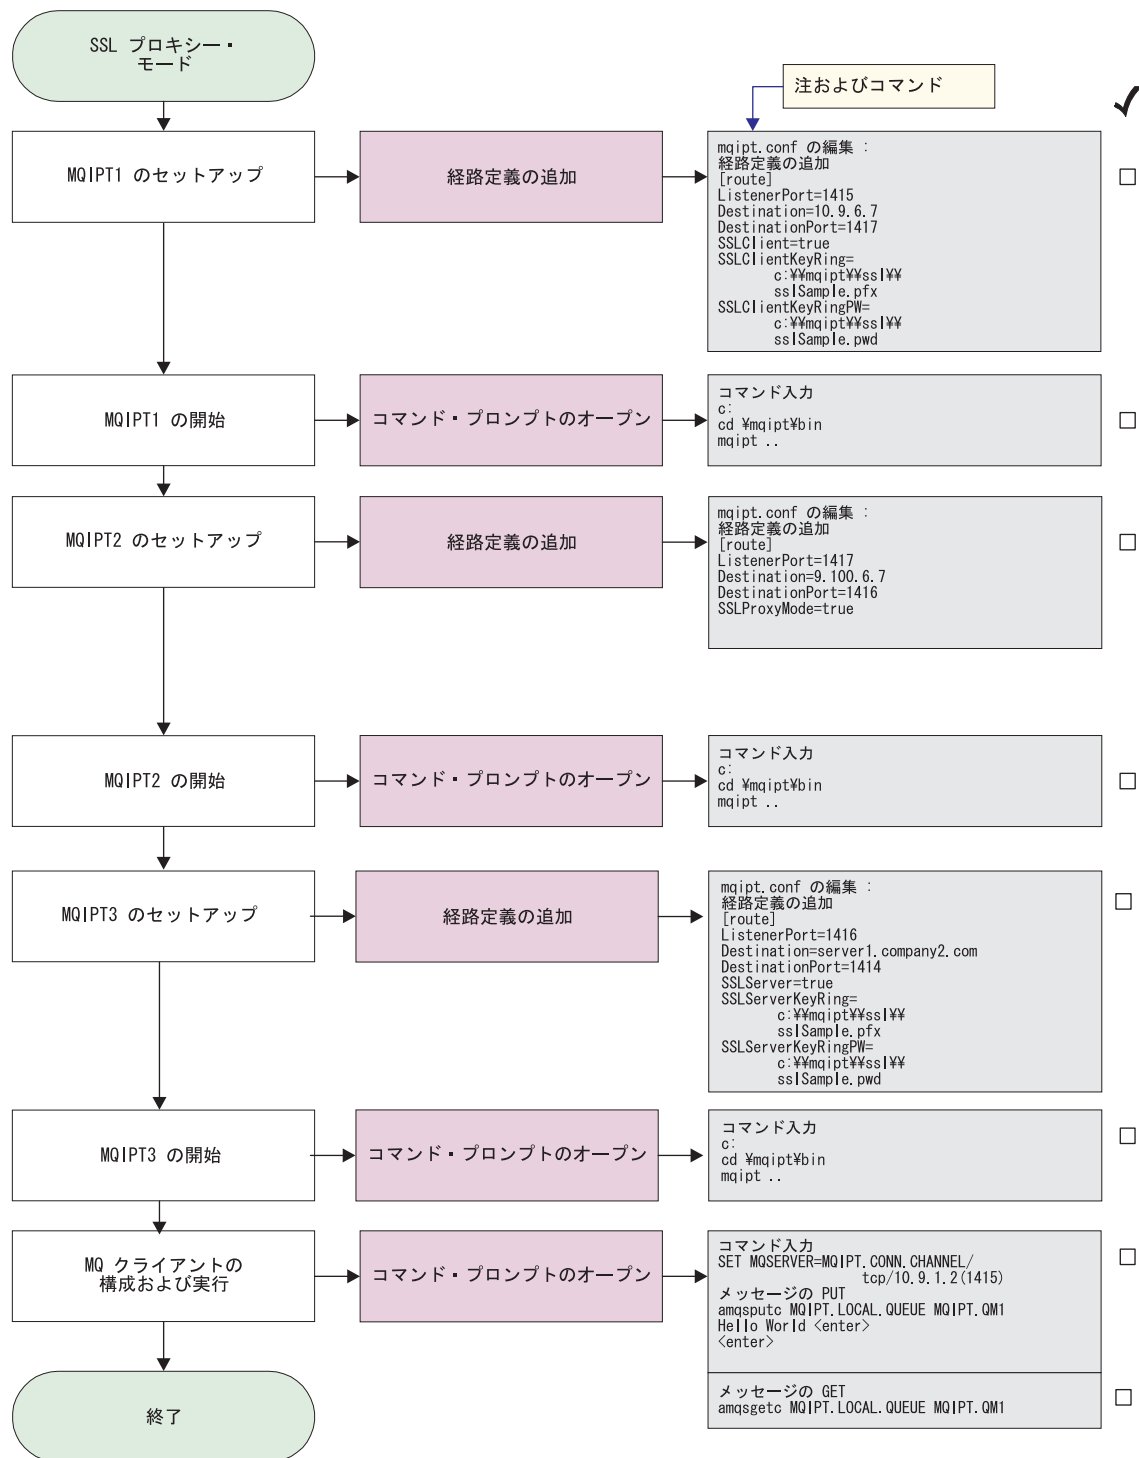 SSL プロキシー・
モード
注およびコマンド
MQIPT1 のセットアップ
経路定義の追加
mqipt.conf の編集 :
経路定義の追加
[route]
ListenerPort=1415
Destination=10.9.6.7
DestinationPort=1417
SSLClient=true
SSLClientKeyRing=
c:¥¥mqipt¥¥ssl¥¥
sslSample.pfx
SSLClientKeyRingPW=
c:¥¥mqipt¥¥ssl¥¥
sslSample.pwd
MQIPT1 の開始
コマンド・プロンプトのオープン
コマンド入力
c:
cd ¥mqipt¥bin
mqipt ..
MQIPT2 のセットアップ
経路定義の追加
mqipt.conf の編集 :
経路定義の追加
[route]
ListenerPort=1417
Destination=9.100.6.7
DestinationPort=1416
SSLProxyMode=true
MQIPT2 の開始
コマンド・プロンプトのオープン
コマンド入力
c:
cd ¥mqipt¥bin
mqipt ..
MQIPT3 のセットアップ
経路定義の追加
mqipt.conf の編集 :
経路定義の追加
[route]
ListenerPort=1416
Destination=server1.company2.com
DestinationPort=1414
SSLServer=true
SSLServerKeyRing=
c:¥¥mqipt¥¥ssl¥¥
sslSample.pfx
SSLServerKeyRingPW=
c:¥¥mqipt¥¥ssl¥¥
sslSample.pwd
MQIPT3 の開始
コマンド・プロンプトのオープン
コマンド入力
c:
cd ¥mqipt¥bin
mqipt ..
MQ クライアントの
構成および実行
コマンド・プロンプトのオープン
コマンド入力
SET MQSERVER=MQIPT.CONN.CHANNEL/
tcp/10.9.1.2(1415)
メッセージの PUT
amqsputc MQIPT.LOCAL.QUEUE MQIPT.QM1
Hello World <enter>
<enter>
メッセージの GET
amqsgetc MQIPT.LOCAL.QUEUE MQIPT.QM1
終了